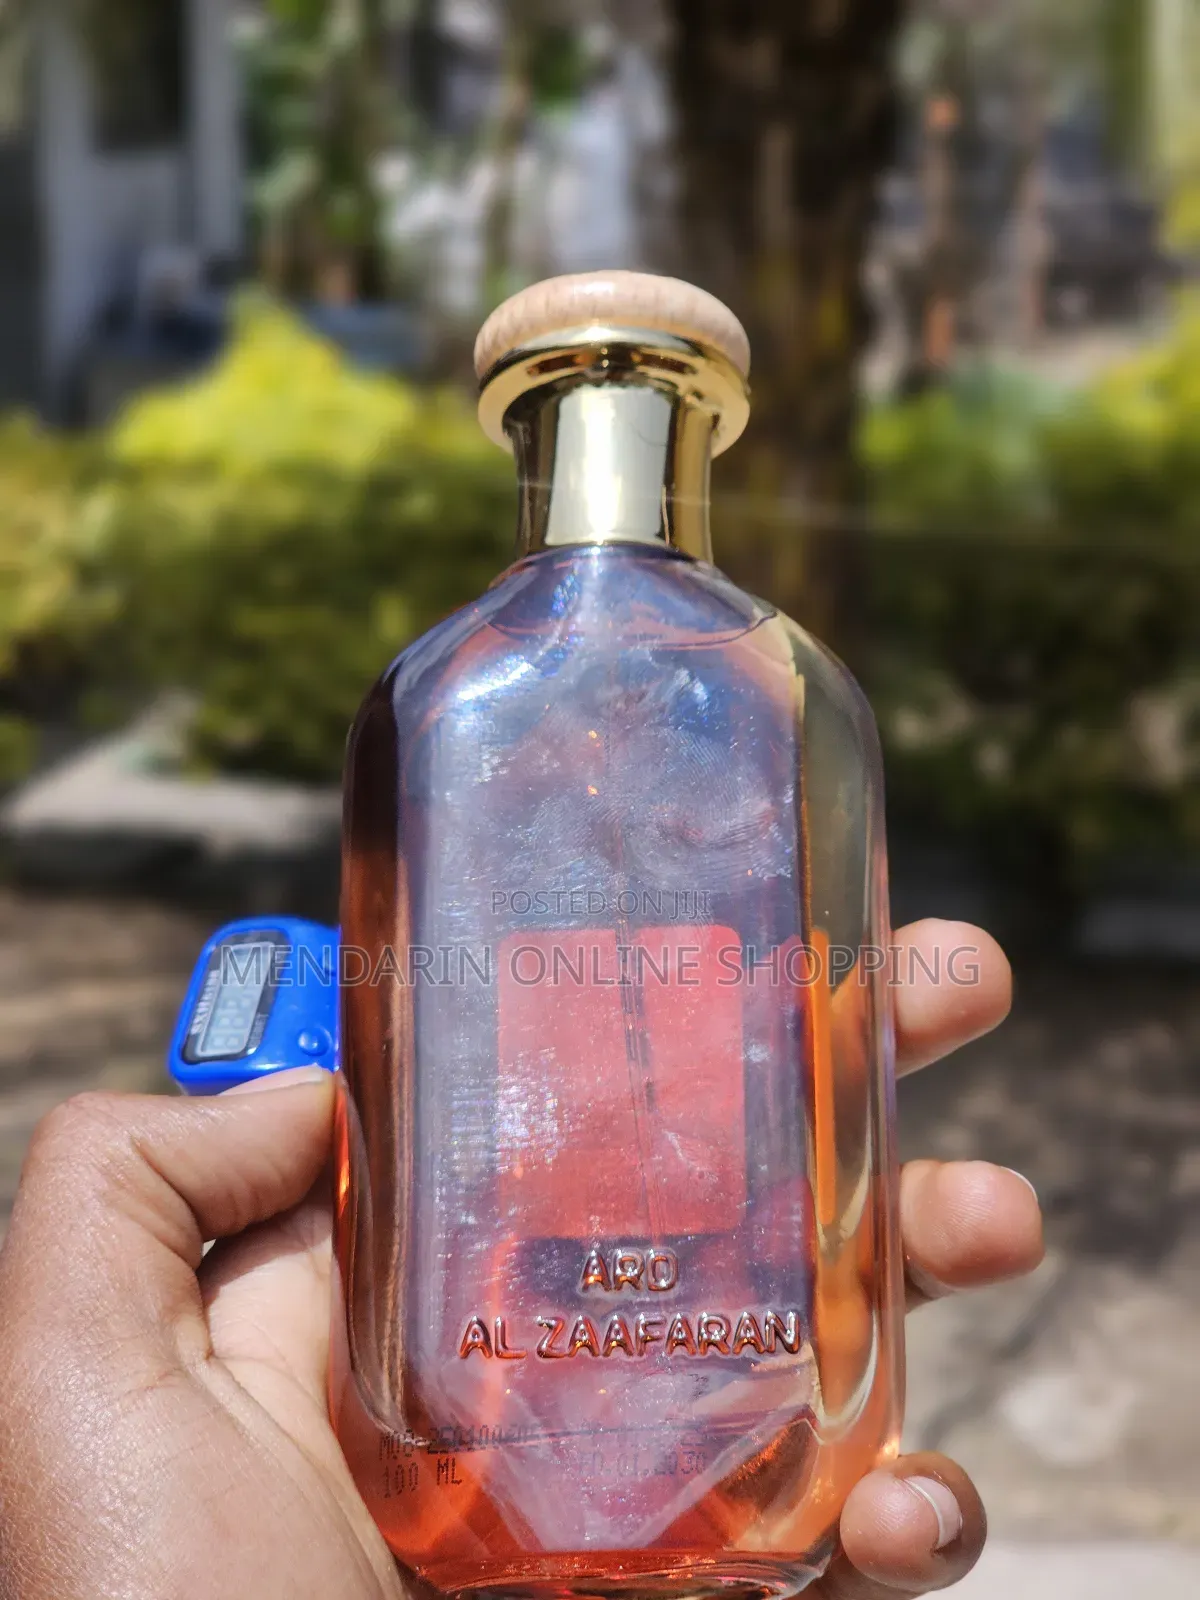 POSTED ON JIJI
MENDARIN ONLINE SHOPPING
ARD
AL ZAAFARAN
100 ML